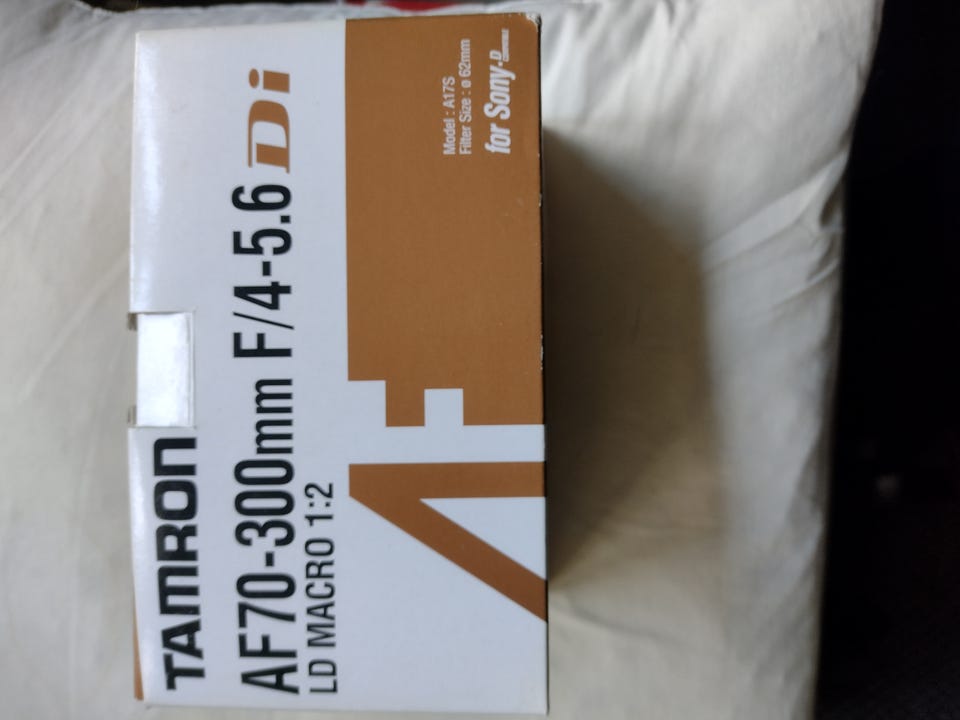 TAMRON
AF70-300mm F/4-5.6 Di
LD MACRO 1:2
AF
Model : A17S
Filter Size : ø 62mm
for Sony-D